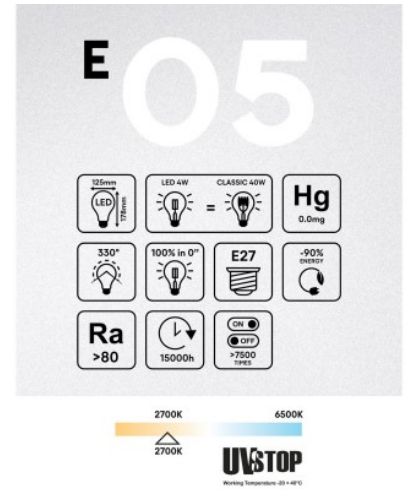 E 05
125mm
LED
178mm
LED 4W = CLASSIC 40W
Hg
0.0mg
330°
100% in 0''
E27
-90%
ENERGY
Ra
>80
15000h
ON
OFF
>7500
TIMES
2700K 6500K
2700K
UVSTOP
Working Temperature -20 + 40°C